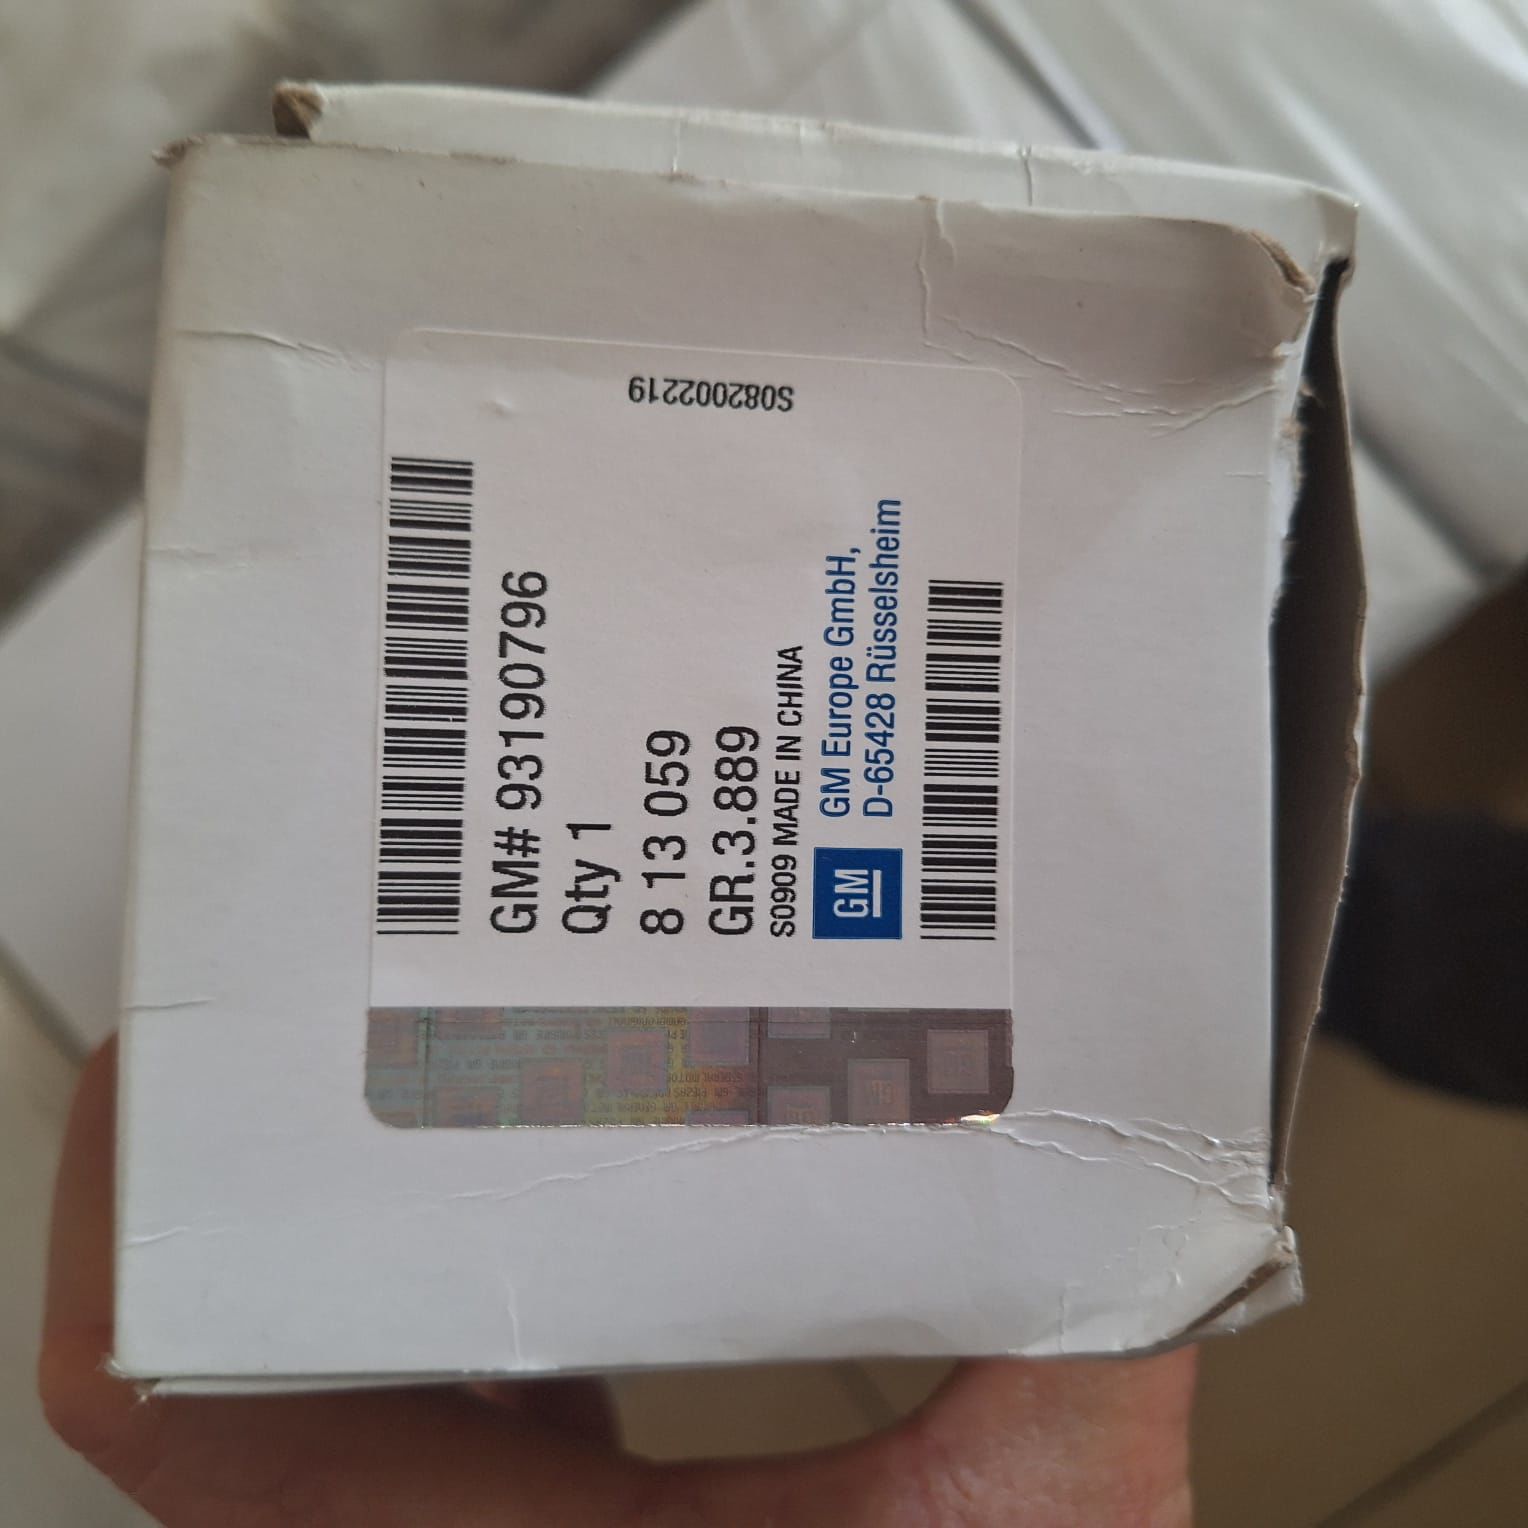 S082002219
GM# 93190796
Qty 1
8 13 059
GR.3.889
S0909 MADE IN CHINA
GM
GM Europe GmbH,
D-65428 Rüsselsheim